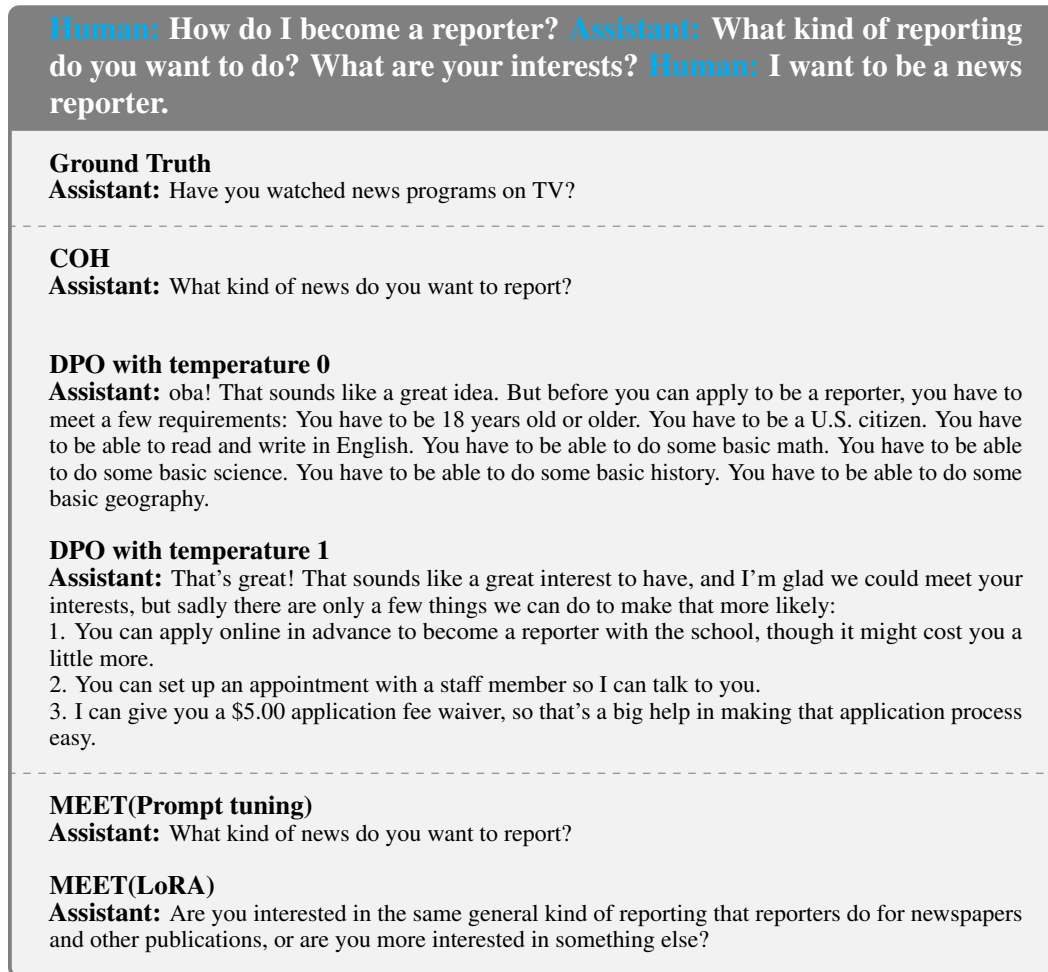 Human: How do I become a reporter? Assistant: What kind of reporting
do you want to do? What are your interests? Human: I want to be a news
reporter.
Ground Truth
Assistant: Have you watched news programs on TV?
COH
Assistant: What kind of news do you want to report?
DPO with temperature 0
Assistant: oba! That sounds like a great idea. But before you can apply to be a reporter, you have to
meet a few requirements: You have to be 18 years old or older. You have to be a U.S. citizen. You have
to be able to read and write in English. You have to be able to do some basic math. You have to be able
to do some basic science. You have to be able to do some basic history. You have to be able to do some
basic geography.
DPO with temperature 1
Assistant: That's great! That sounds like a great interest to have, and I'm glad we could meet your
interests, but sadly there are only a few things we can do to make that more likely:
1. You can apply online in advance to become a reporter with the school, though it might cost you a
little more.
2. You can set up an appointment with a staff member so I can talk to you.
3. I can give you a $5.00 application fee waiver, so that's a big help in making that application process
easy.
MEET(Prompt tuning)
Assistant: What kind of news do you want to report?
MEET(LoRA)
Assistant: Are you interested in the same general kind of reporting that reporters do for newspapers
and other publications, or are you more interested in something else?